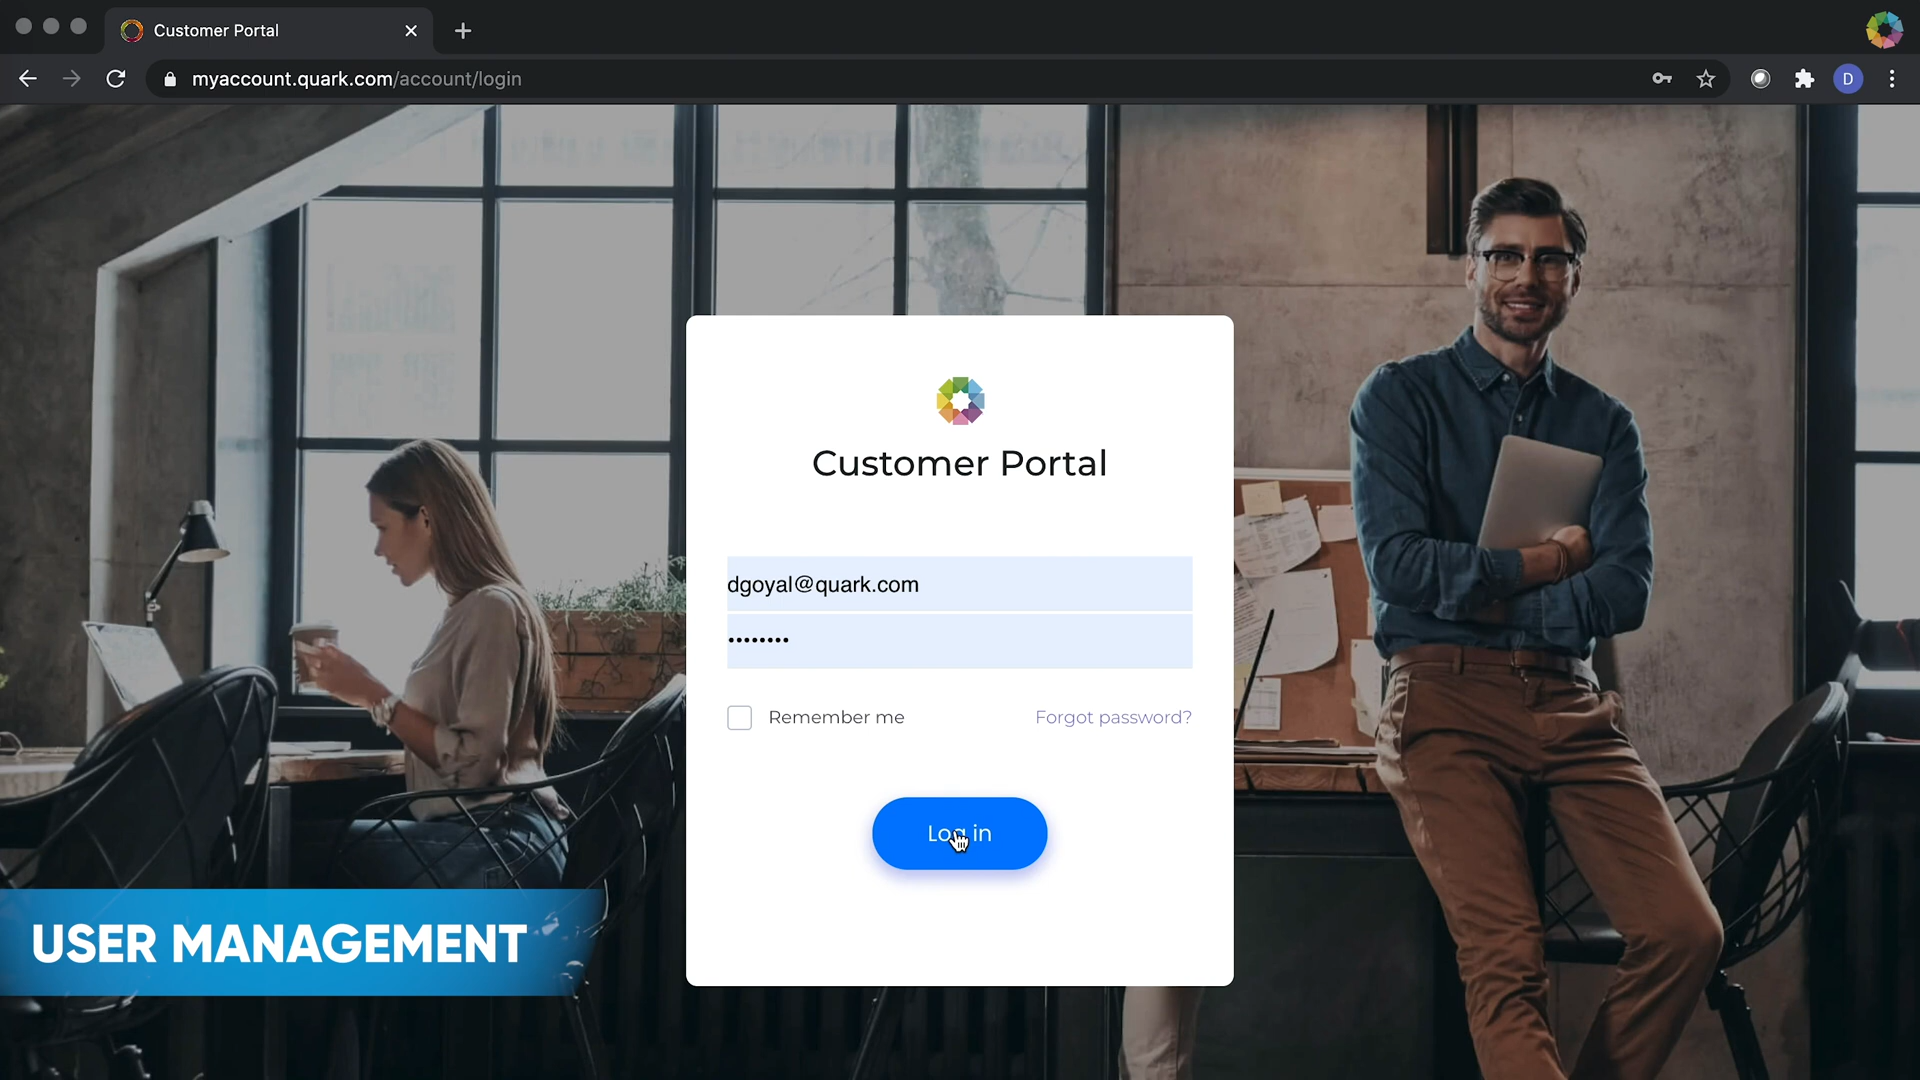 Customer Portal
myaccount.quark.com/account/login
D
Customer Portal
dgoyal@quark.com
••••••••
Remember me
Forgot password?
Log in
USER MANAGEMENT